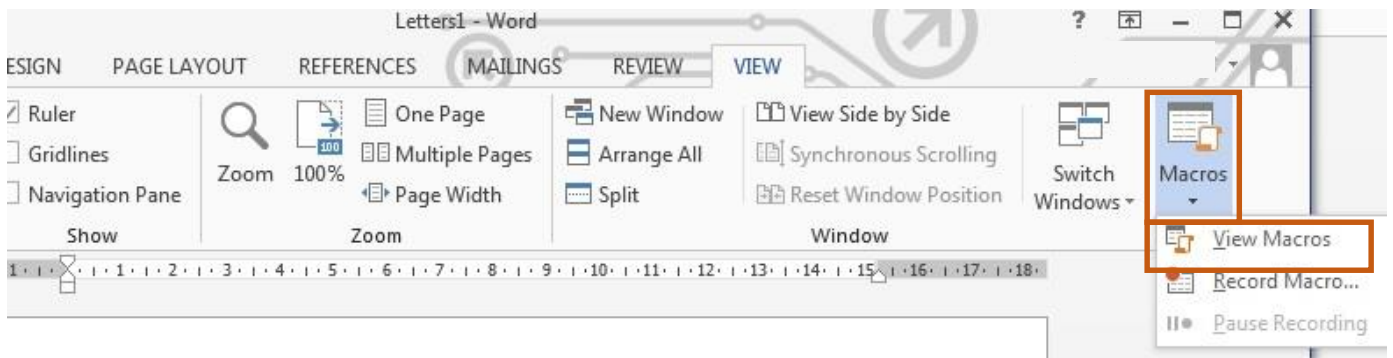 Letters1 - Word
?
ESIGN PAGE LAYOUT REFERENCES MAILINGS REVIEW VIEW
Ruler
Gridlines
Navigation Pane
Show
Zoom
100
100%
One Page
Multiple Pages
Page Width
Zoom
New Window
Arrange All
Split
View Side by Side
Synchronous Scrolling
Reset Window Position
Switch
Windows
Window
Macros
View Macros
Record Macro...
Pause Recording
1 1 2 3 4 5 6 7 8 9 10 11 12 13 14 15 16 17 18